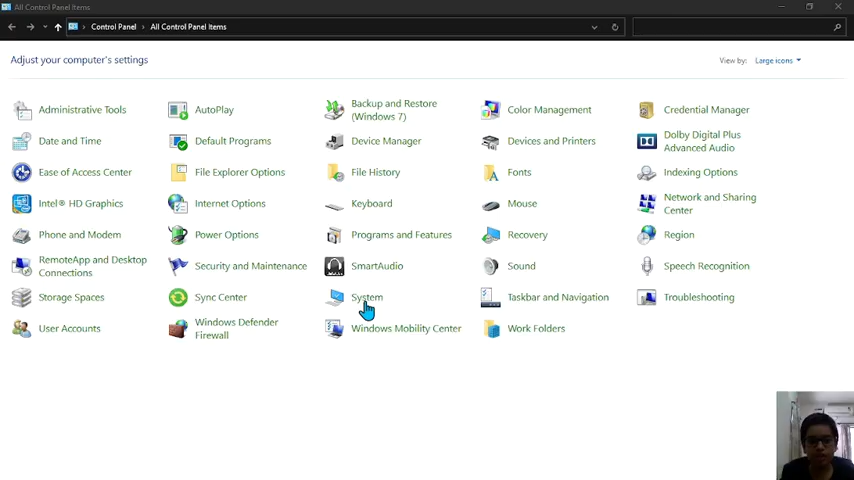 All Control Panel Items
Control Panel > All Control Panel Items
Adjust your computer's settings
View by: Large icons
Administrative Tools
AutoPlay
Backup and Restore
(Windows 7)
Color Management
Credential Manager
Date and Time
Default Programs
Device Manager
Devices and Printers
Dolby Digital Plus
Advanced Audio
Ease of Access Center
File Explorer Options
File History
Fonts
Indexing Options
Intel® HD Graphics
Internet Options
Keyboard
Mouse
Network and Sharing
Center
Phone and Modem
Power Options
Programs and Features
Recovery
Region
RemoteApp and Desktop
Connections
Security and Maintenance
SmartAudio
Sound
Speech Recognition
Storage Spaces
Sync Center
System
Taskbar and Navigation
Troubleshooting
User Accounts
Windows Defender
Firewall
Windows Mobility Center
Work Folders